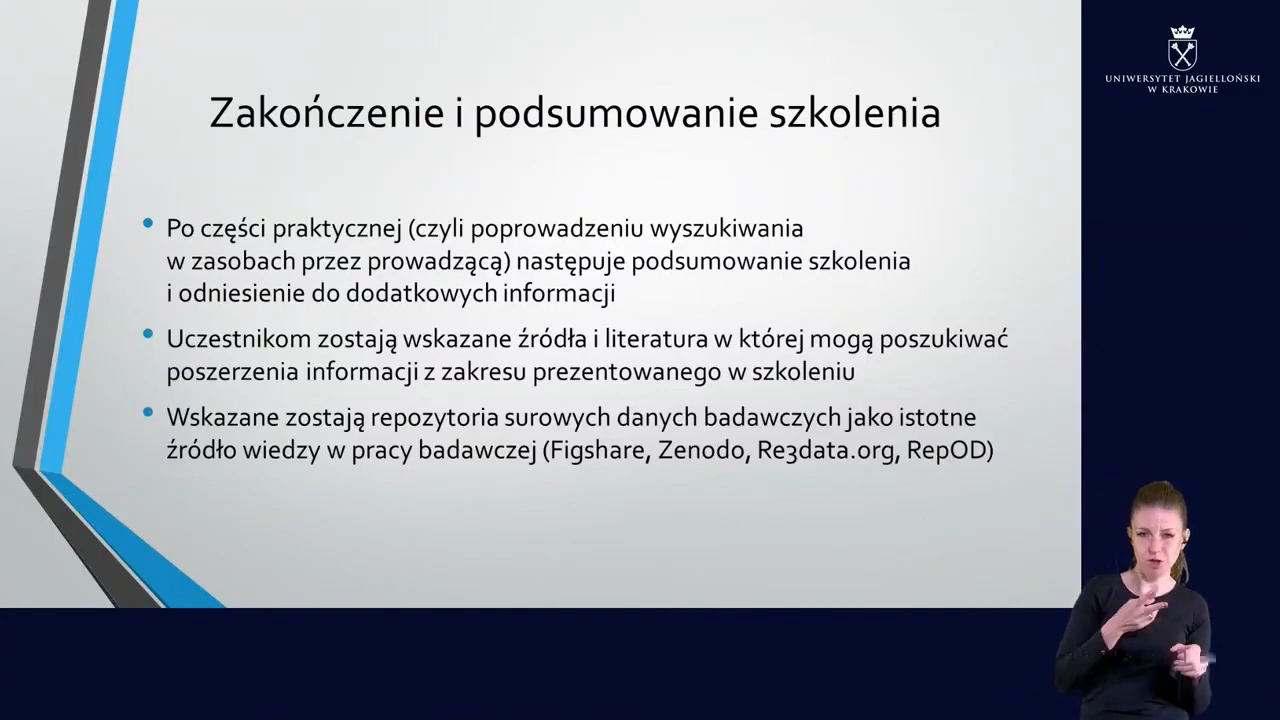 UNIWERSYTET JAGIELLOŃSKI
W KRAKOWIE
Zakończenie i podsumowanie szkolenia
• Po części praktycznej (czyli poprowadzeniu wyszukiwania
w zasobach przez prowadzącą) następuje podsumowanie szkolenia
i odniesienie do dodatkowych informacji
• Uczestnikom zostają wskazane źródła i literatura w której mogą poszukiwać
poszerzenia informacji z zakresu prezentowanego w szkoleniu
• Wskazane zostają repozytoria surowych danych badawczych jako istotne
źródło wiedzy w pracy badawczej (Figshare, Zenodo, Re3data.org, RepOD)